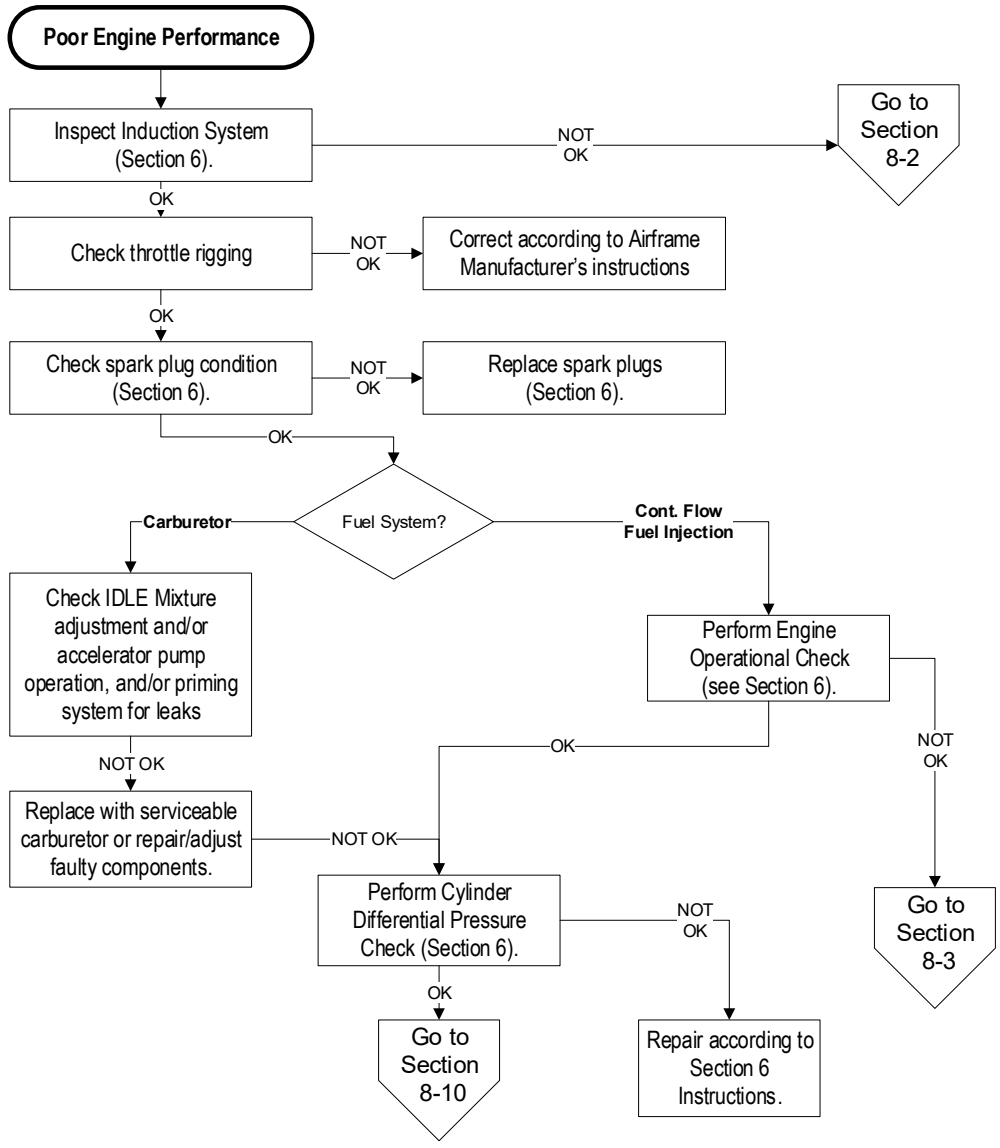 Poor Engine Performance
Inspect Induction System
(Section 6).
NOT
OK
Go to
Section
8-2
OK
Check throttle rigging
NOT
OK
Correct according to Airframe
Manufacturer's instructions
OK
Check spark plug condition
(Section 6).
NOT
OK
Replace spark plugs
(Section 6).
OK
Fuel System?
Carburetor
Cont. Flow
Fuel Injection
Check IDLE Mixture
adjustment and/or
accelerator pump
operation, and/or priming
system for leaks
Perform Engine
Operational Check
(see Section 6).
OK
NOT
OK
NOT OK
Replace with serviceable
carburetor or repair/adjust
faulty components.
NOT OK
Perform Cylinder
Differential Pressure
Check (Section 6).
NOT
OK
Go to
Section
8-3
OK
Go to
Section
8-10
Repair according to
Section 6
Instructions.